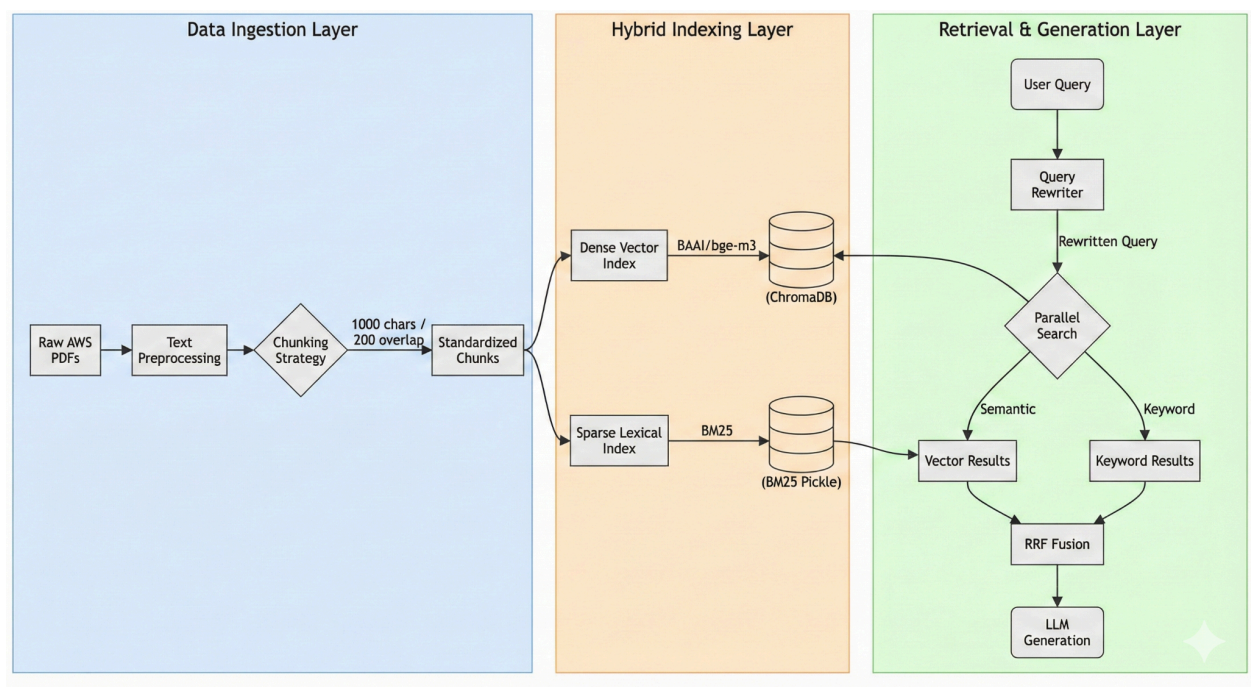 Data Ingestion Layer
Raw AWS
PDFs
Text
Preprocessing
Chunking
Strategy
1000 chars /
200 overlap
Standardized
Chunks
Hybrid Indexing Layer
Dense Vector
Index
BAAI/bge-m3
(ChromaDB)
Sparse Lexical
Index
BM25
(BM25 Pickle)
Retrieval & Generation Layer
User Query
Query
Rewriter
Rewritten Query
Parallel
Search
Semantic
Keyword
Vector Results
Keyword Results
RRF Fusion
LLM
Generation